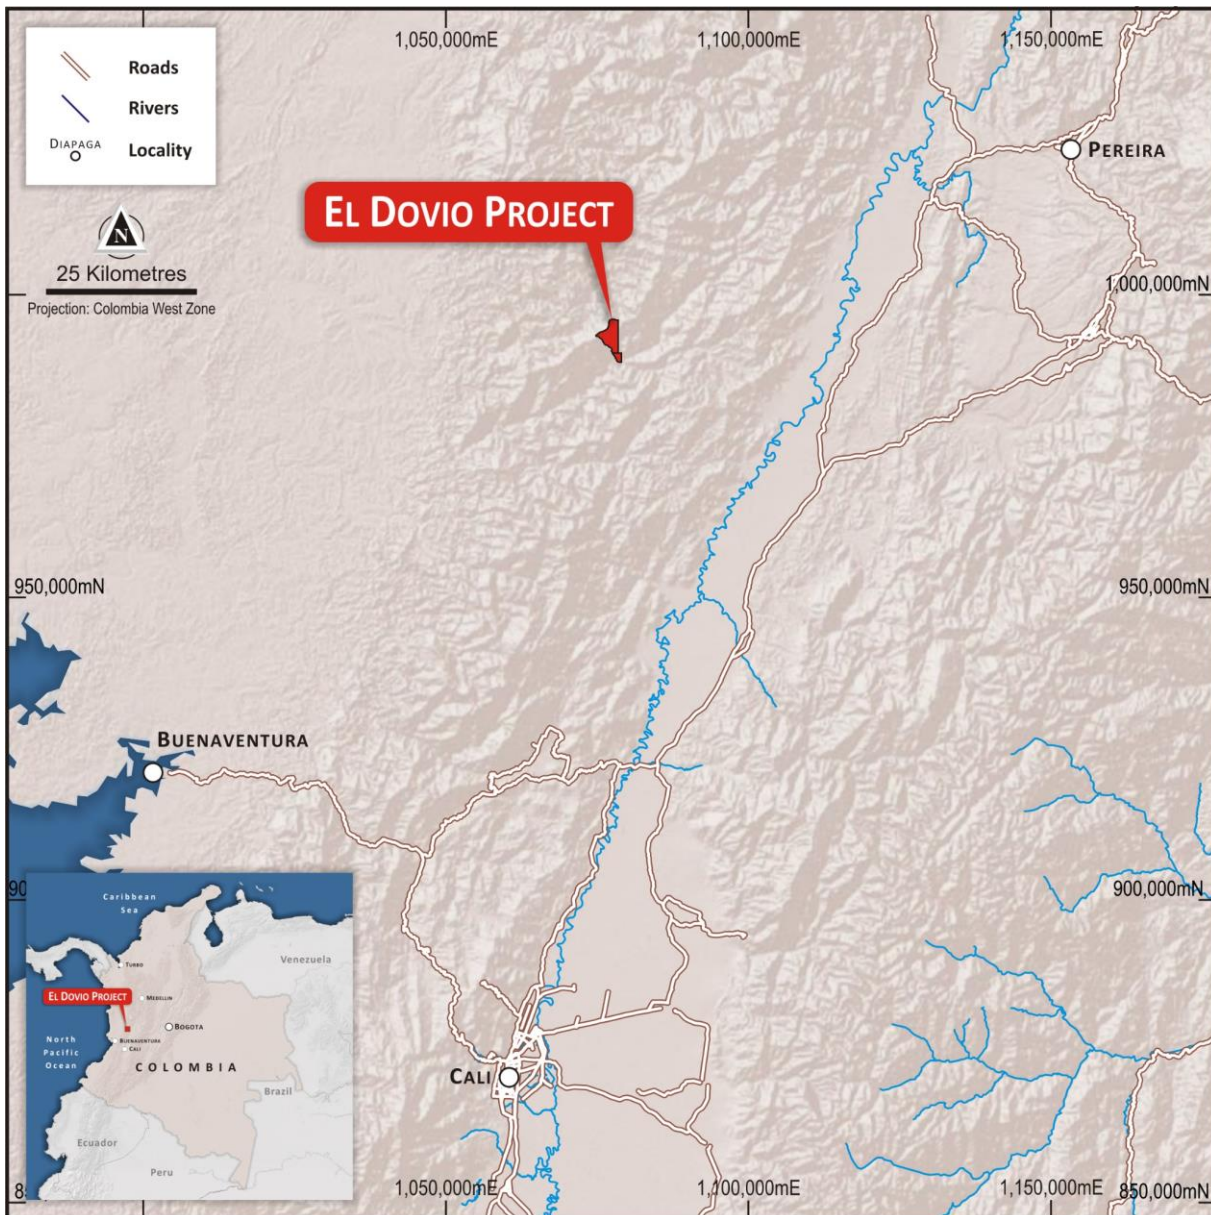 1,050,000mE
1,100,000mE
1,150,000mE
Roads
Rivers
DIAPAGA
Locality
N
25 Kilometres
Projection: Colombia West Zone
EL DOVIO PROJECT
PEREIRA
1,000,000mN
950,000mN
950,000mN
BUENAVENTURA
900,000mN
CALI
Caribbean
Sea
Venezuela
TURBO
MEDELLIN
EL DOVIO PROJECT
BOGOTA
BUENAVENTURA
CALI
North
Pacific
Ocean
COLOMBIA
Brazil
Ecuador
Peru
1,050,000mE
1,100,000mE
1,150,000mE
850,000mN